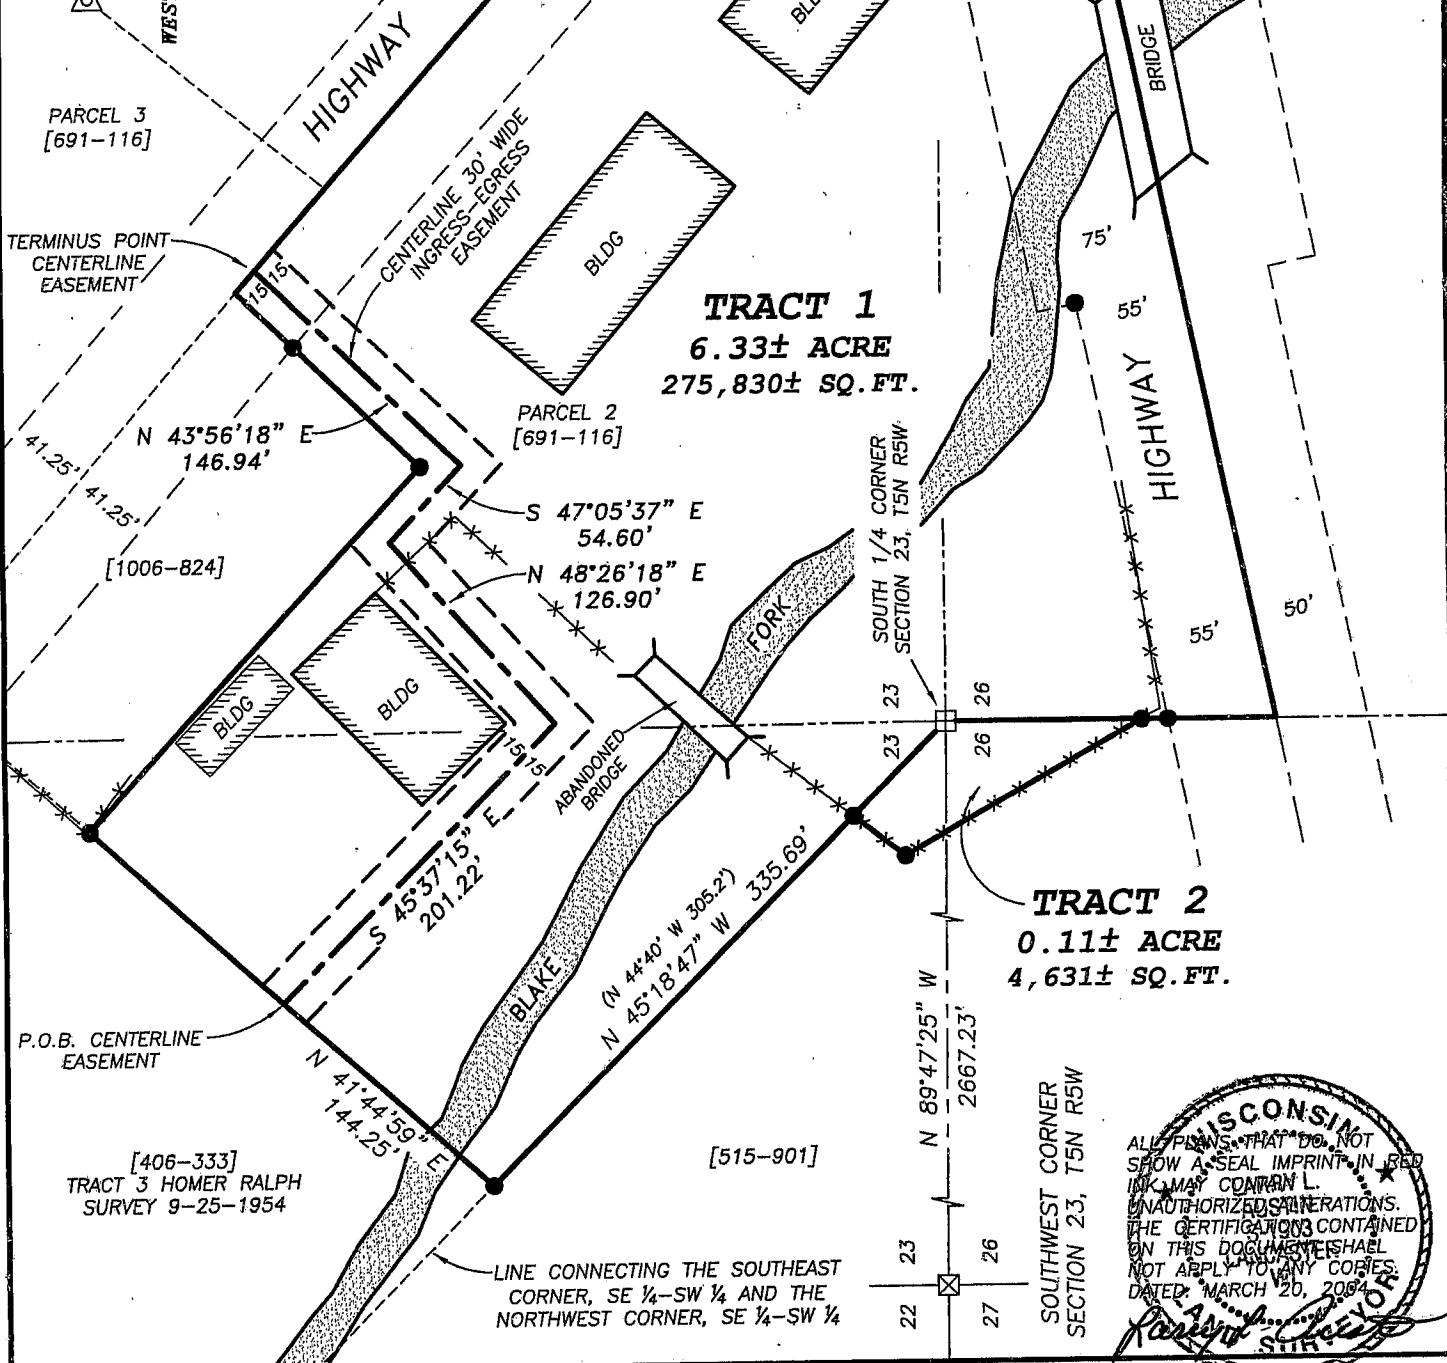 HIGHWAY
BRIDGE
PARCEL 3
[691-116]
TERMINUS POINT
CENTERLINE
EASEMENT
CENTERLINE 30' WIDE
INGRESS-EGRESS
EASEMENT
15
15
BLDG
TRACT 1
6.33± ACRE
275,830± SQ.FT.
75'
55'
HIGHWAY
PARCEL 2
[691-116]
N 43°56'18" E
146.94'
41.25'
41.25'
S 47°05'37" E
54.60'
N 48°26'18" E
126.90'
[1006-824]
SOUTH 1/4 CORNER
SECTION 23, T5N R5W
50'
55'
FORK
BLDG
BLDG
23
26
23
26
15
15
ABANDONED
BRIDGE
S 45°37'15" E
201.22'
(N 44°40' W 305.2')
N 45°18'47" W 335.69'
TRACT 2
0.11± ACRE
4,631± SQ.FT.
BLAKE
P.O.B. CENTERLINE
EASEMENT
N 41°44'59" E
144.25'
N 89°47'25" W
2667.23'
[406-333]
TRACT 3 HOMER RALPH
SURVEY 9-25-1954
[515-901]
SOUTHWEST CORNER
SECTION 23, T5N R5W
LINE CONNECTING THE SOUTHEAST
CORNER, SE ¼-SW ¼ AND THE
NORTHWEST CORNER, SE ¼-SW ¼
23
26
22
27
WISCONSIN
ALL PLANS THAT DO NOT
SHOW A SEAL IMPRINT IN RED
INK MAY CONTAIN
UNAUTHORIZED ALTERATIONS.
THE CERTIFICATION CONTAINED
ON THIS DOCUMENT SHALL
NOT APPLY TO ANY COPIES.
DATED: MARCH 20, 2004
SURVEYOR